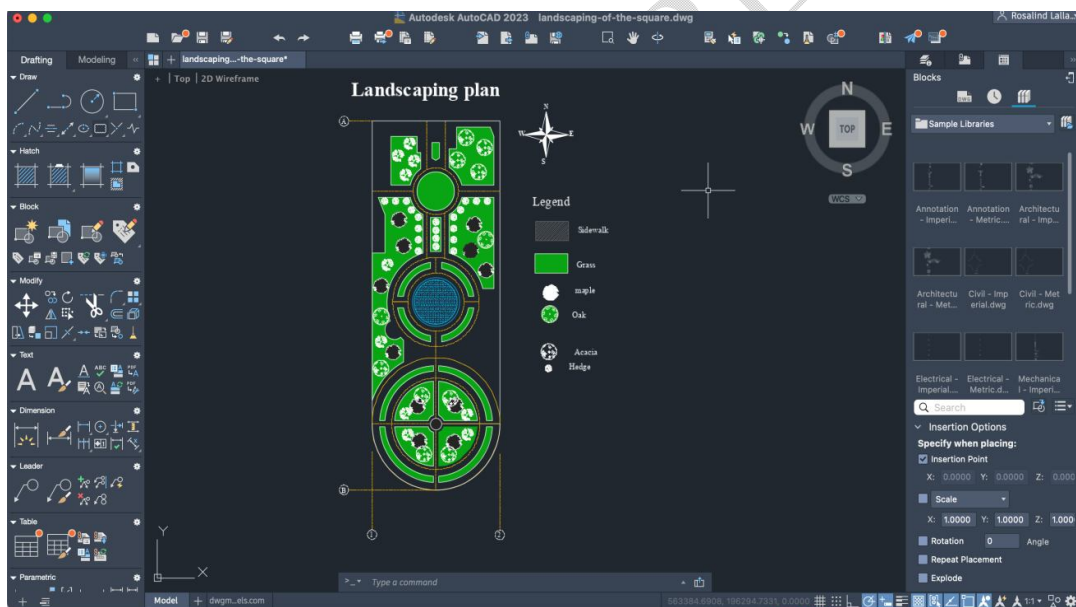 Autodesk AutoCAD 2023 landscaping-of-the-square.dwg
Rosalind Lalla...
Drafting Modeling
landscaping...-the-square*
Draw
Hatch
Block
Modify
Text
Dimension
Leader
Table
Parametric
+ | Top | 2D Wireframe
Landscaping plan
A
B
1 2
N
W E
S
Legend
Sidewalk
Grass
maple
Oak
Acacia
Hedge
N
W TOP E
S
WCS
Y
X
Type a command
Model + dwgm...els.com
563384.6908, 196294.7331, 0.0000
1:1
Blocks
Sample Libraries
Annotation - Imperi...
Annotation - Metric....
Architectu ral - Imp...
Architectu ral - Met...
Civil - Imp erial.dwg
Civil - Met ric.dwg
Electrical - Imperial....
Electrical - Metric.d...
Mechanica l - Imperi...
Search
Insertion Options
Specify when placing:
Insertion Point
X: 0.0000 Y: 0.0000 Z: 0.000
Scale
X: 1.0000 Y: 1.0000 Z: 1.000
Rotation 0 Angle
Repeat Placement
Explode